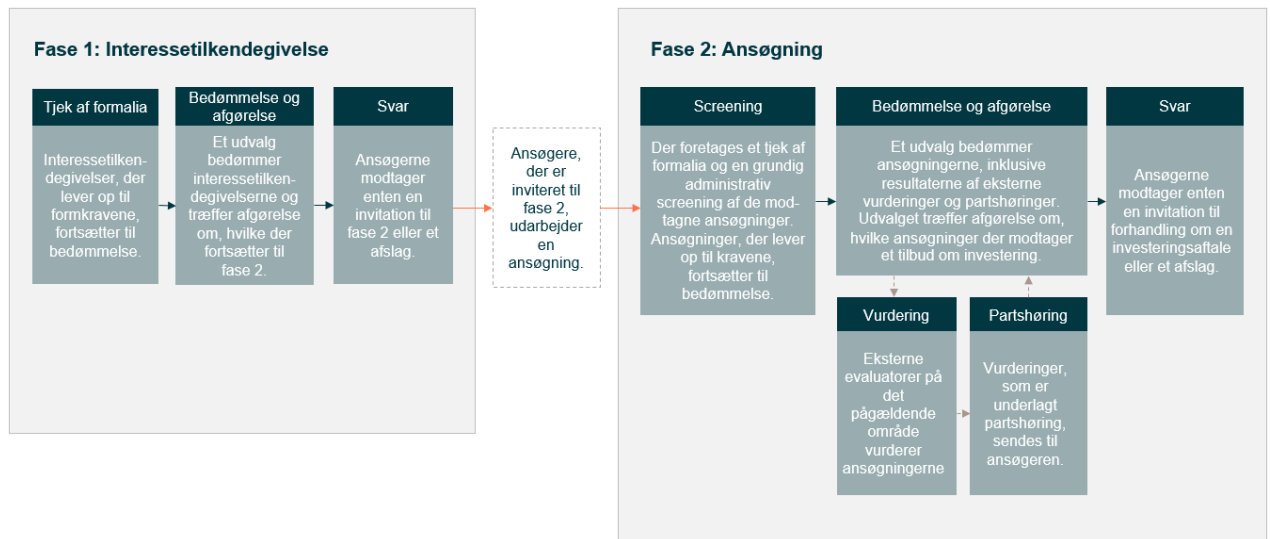 Fase 1: Interessetilkendegivelse
Tjek af formalia
Interessetilken-
degivelser, der
lever op til
formkravene,
fortsætter til
bedømmelse.
Bedømmelse og
afgørelse
Et udvalg
bedømmer
interessetilken-
degivelserne og
træffer afgørelse
om, hvilke der
fortsætter til
fase 2.
Svar
Ansøgerne
modtager
enten en
invitation til
fase 2 eller et
afslag.
Ansøgere,
der er
inviteret til
fase 2,
udarbejder
en
ansøgning.
Fase 2: Ansøgning
Screening
Der foretages et tjek af
formalia og en grundig
administrativ
screening af de mod-
tagne ansøgninger.
Ansøgninger, der lever
op til kravene,
fortsætter til
bedømmelse.
Bedømmelse og afgørelse
Et udvalg bedømmer
ansøgningerne, inklusive
resultaterne af eksterne
vurderinger og partshøringer.
Udvalget træffer afgørelse om,
hvilke ansøgninger der modtager
et tilbud om investering.
Vurdering
Eksterne
evaluatorer på
det
pågældende
område
vurderer
ansøgningerne
Partshøring
Vurderinger,
som er
underlagt
partshøring,
sendes til
ansøgeren.
Svar
Ansøgerne
modtager enten
en invitation til
forhandling om en
investeringsaftale
eller et afslag.